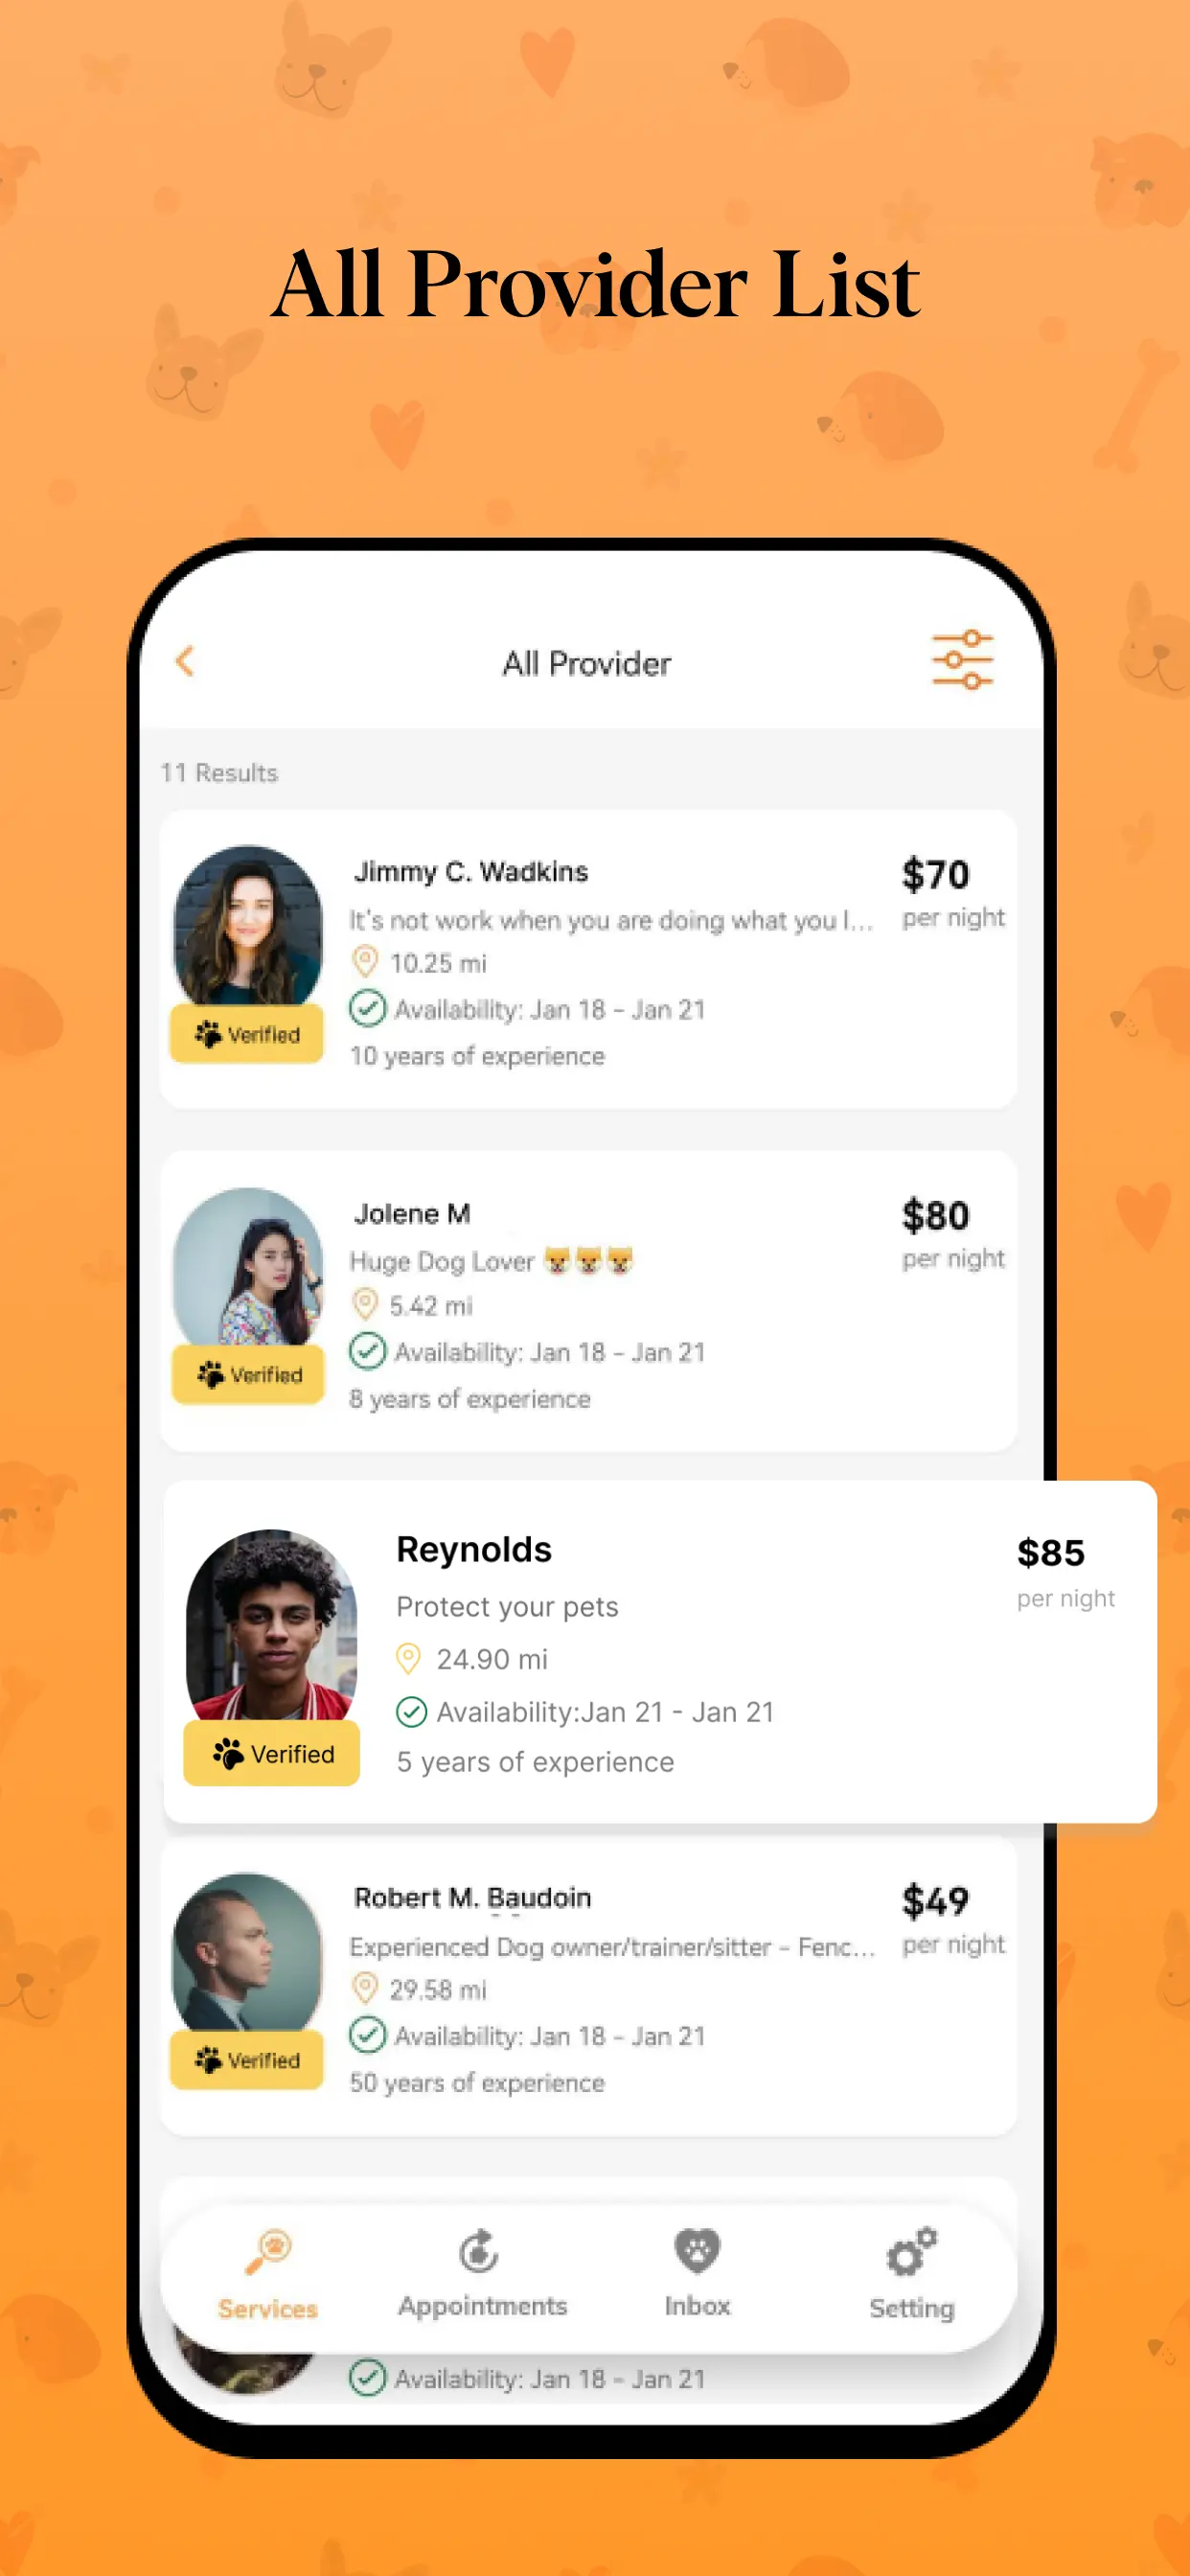 All Provider List
All Provider
11 Results
Jimmy C. Wadkins
$70
It's not work when you are doing what you l...
per night
10.25 mi
Availability: Jan 18 - Jan 21
Verified
10 years of experience
Jolene M
$80
Huge Dog Lover 🐯🐯🐯
per night
5.42 mi
Availability: Jan 18 - Jan 21
Verified
8 years of experience
Reynolds
$85
Protect your pets
per night
24.90 mi
Availability:Jan 21 - Jan 21
Verified
5 years of experience
Robert M. Baudoin
$49
Experienced Dog owner/trainer/sitter - Fenc...
per night
29.58 mi
Availability: Jan 18 - Jan 21
Verified
50 years of experience
Services
Appointments
Inbox
Setting
Availability: Jan 18 - Jan 21